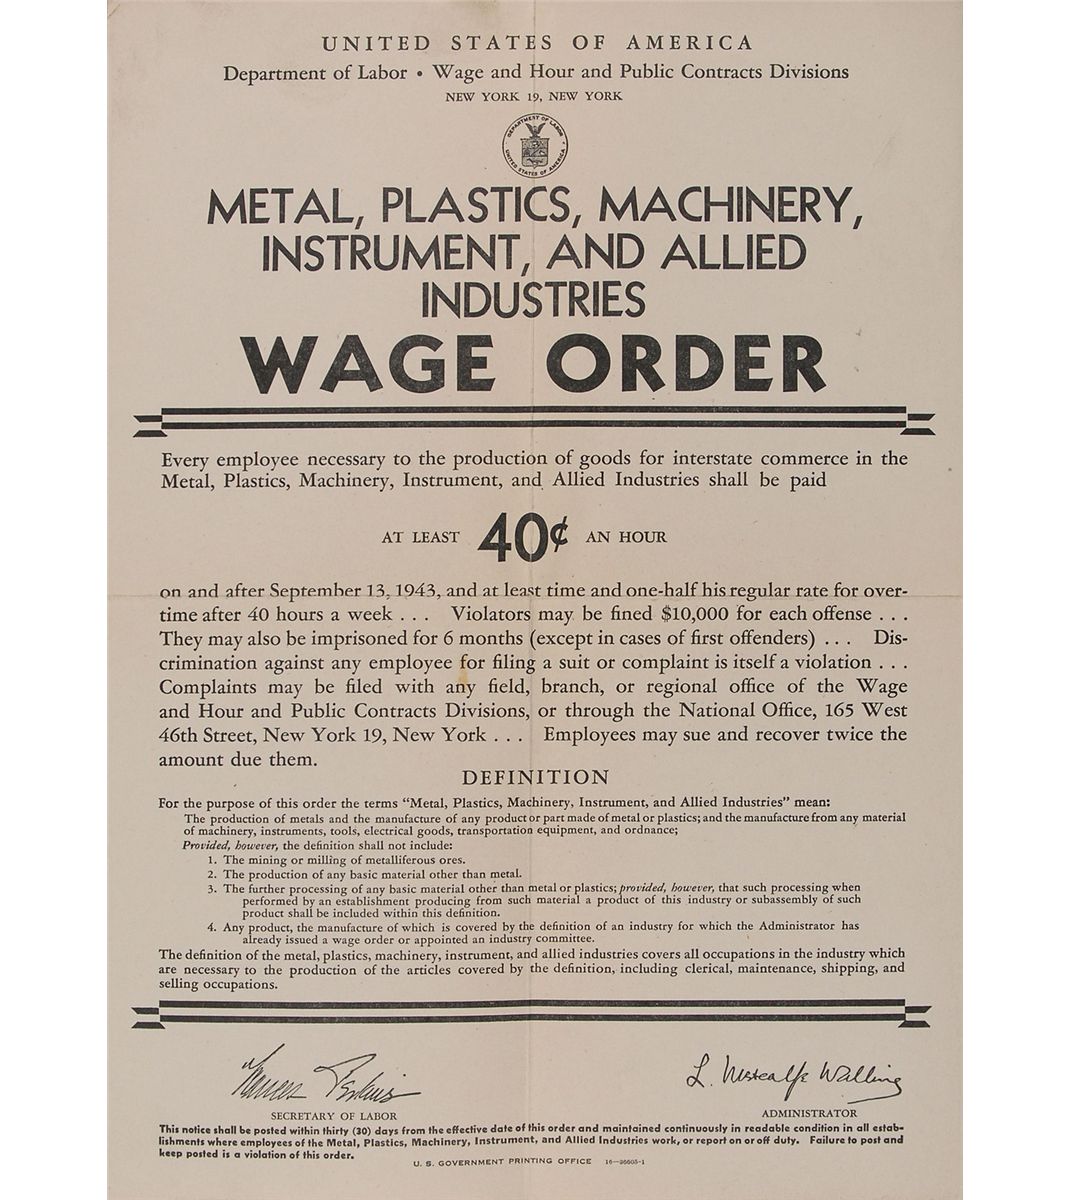 UNITED STATES OF AMERICA
Department of Labor • Wage and Hour and Public Contracts Divisions
NEW YORK 19, NEW YORK
DEPARTMENT OF LABOR
UNITED STATES OF AMERICA
METAL, PLASTICS, MACHINERY,
INSTRUMENT, AND ALLIED
INDUSTRIES
WAGE ORDER
Every employee necessary to the production of goods for interstate commerce in the
Metal, Plastics, Machinery, Instrument, and Allied Industries shall be paid
AT LEAST 40¢ AN HOUR
on and after September 13, 1943, and at least time and one-half his regular rate for over-
time after 40 hours a week . . . Violators may be fined $10,000 for each offense . . .
They may also be imprisoned for 6 months (except in cases of first offenders) . . . Dis-
crimination against any employee for filing a suit or complaint is itself a violation . . .
Complaints may be filed with any field, branch, or regional office of the Wage
and Hour and Public Contracts Divisions, or through the National Office, 165 West
46th Street, New York 19, New York . . . Employees may sue and recover twice the
amount due them.
DEFINITION
For the purpose of this order the terms “Metal, Plastics, Machinery, Instrument, and Allied Industries” mean:
The production of metals and the manufacture of any product or part made of metal or plastics; and the manufacture from any material
of machinery, instruments, tools, electrical goods, transportation equipment, and ordnance;
Provided, however, the definition shall not include:
1. The mining or milling of metalliferous ores.
2. The production of any basic material other than metal.
3. The further processing of any basic material other than metal or plastics; provided, however, that such processing when
performed by an establishment producing from such material a product of this industry or subassembly of such
product shall be included within this definition.
4. Any product, the manufacture of which is covered by the definition of an industry for which the Administrator has
already issued a wage order or appointed an industry committee.
The definition of the metal, plastics, machinery, instrument, and allied industries covers all occupations in the industry which
are necessary to the production of the articles covered by the definition, including clerical, maintenance, shipping, and
selling occupations.
Frances Perkins
SECRETARY OF LABOR
L. Metcalfe Walling
ADMINISTRATOR
This notice shall be posted within thirty (30) days from the effective date of this order and maintained continuously in readable condition in all estab-
lishments where employees of the Metal, Plastics, Machinery, Instrument, and Allied Industries work, or report on or off duty. Failure to post and
keep posted is a violation of this order.
U. S. GOVERNMENT PRINTING OFFICE 16—36605-1